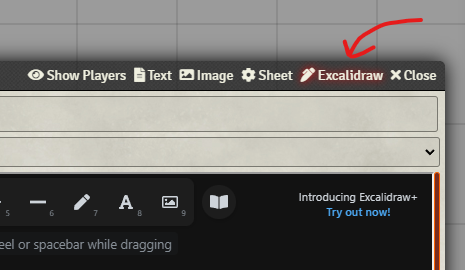 Show Players Text Image Sheet Excalidraw Close
5 6 7 A 8 9
Introducing Excalidraw+
Try out now!
eel or spacebar while dragging